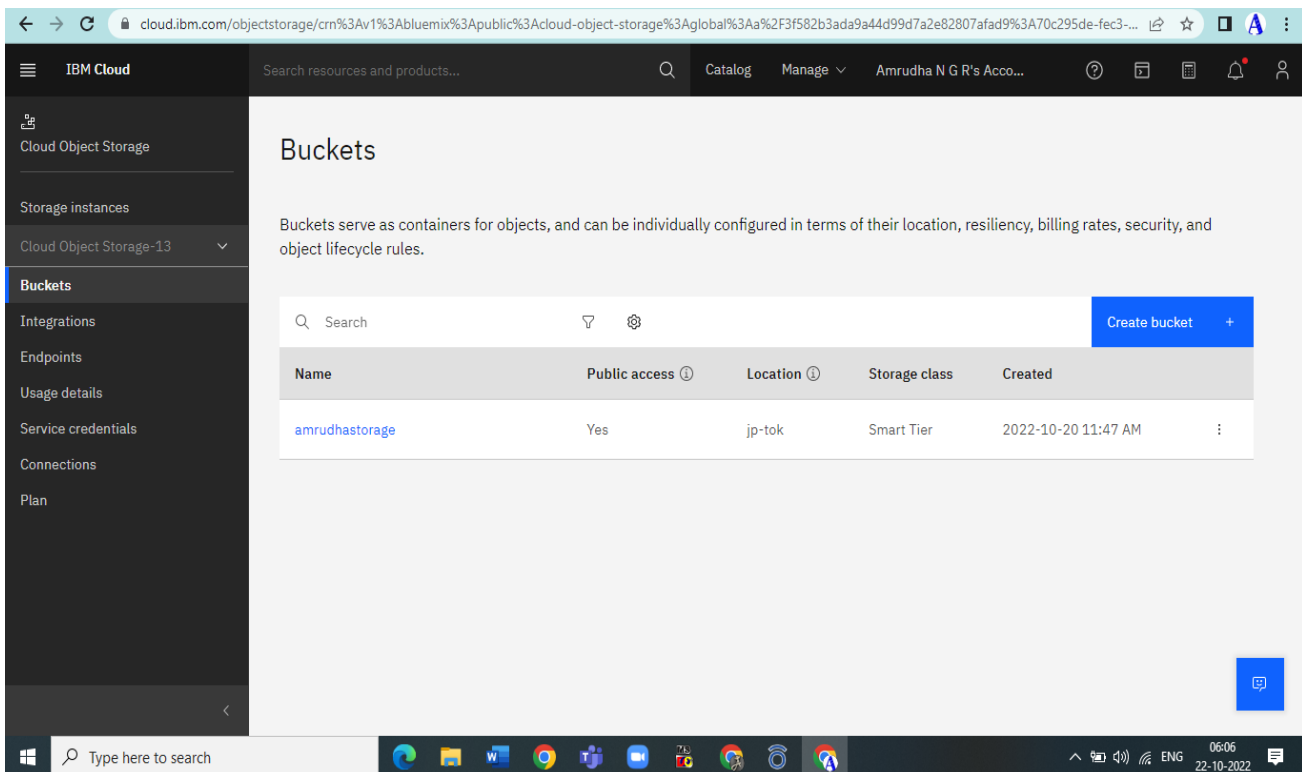 cloud.ibm.com/objectstorage/crn%3Av1%3Abluemix%3Apublic%3Acloud-object-storage%3Aglobal%3Aa%2F3f582b3ada9a44d99d7a2e82807afad9%3A70c295de-fec3-...
IBM Cloud
Search resources and products...
Catalog
Manage
Amrudha N G R's Acco...
Cloud Object Storage
Storage instances
Cloud Object Storage-13
Buckets
Integrations
Endpoints
Usage details
Service credentials
Connections
Plan
Buckets
Buckets serve as containers for objects, and can be individually configured in terms of their location, resiliency, billing rates, security, and
object lifecycle rules.
Search
Create bucket +
Name Public access Location Storage class Created
amrudhastorage Yes jp-tok Smart Tier 2022-10-20 11:47 AM
Type here to search
ENG
06:06
22-10-2022